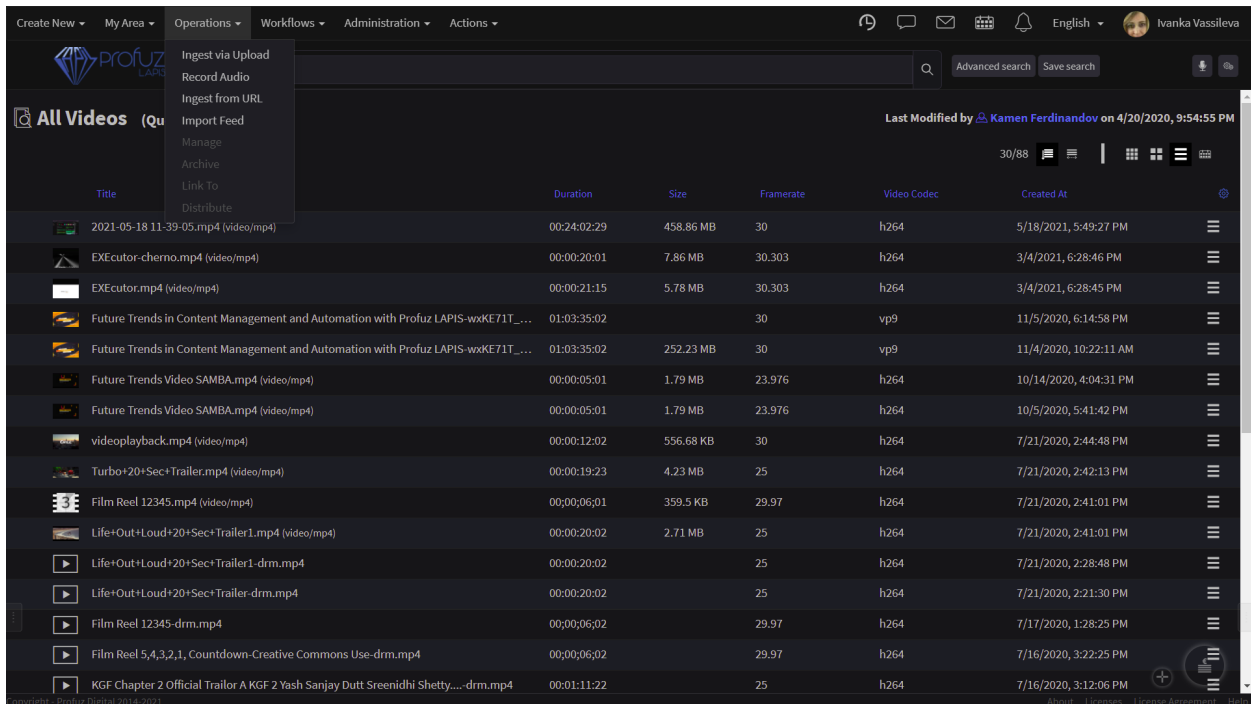 Create New My Area Operations Workflows Administration Actions English Ivanka Vassileva
Profuz
LAPIS
Advanced search Save search
Ingest via Upload
Record Audio
Ingest from URL
Import Feed
Manage
Archive
Link To
Distribute
All Videos (Qu
Last Modified by Kamen Ferdinandov on 4/20/2020, 9:54:55 PM
30/88
Title Duration Size Framerate Video Codec Created At
2021-05-18 11-39-05.mp4 (video/mp4) 00:24:02:29 458.86 MB 30 h264 5/18/2021, 5:49:27 PM
EXEcutor-cherno.mp4 (video/mp4) 00:00:20:01 7.86 MB 30.303 h264 3/4/2021, 6:28:46 PM
EXEcutor.mp4 (video/mp4) 00:00:21:15 5.78 MB 30.303 h264 3/4/2021, 6:28:45 PM
Future Trends in Content Management and Automation with Profuz LAPIS-wxKE71T_... 01:03:35:02 30 vp9 11/5/2020, 6:14:58 PM
Future Trends in Content Management and Automation with Profuz LAPIS-wxKE71T_... 01:03:35:02 252.23 MB 30 vp9 11/4/2020, 10:22:11 AM
Future Trends Video SAMBA.mp4 (video/mp4) 00:00:05:01 1.79 MB 23.976 h264 10/14/2020, 4:04:31 PM
Future Trends Video SAMBA.mp4 (video/mp4) 00:00:05:01 1.79 MB 23.976 h264 10/5/2020, 5:41:42 PM
videoplayback.mp4 (video/mp4) 00:00:12:02 556.68 KB 30 h264 7/21/2020, 2:44:48 PM
Turbo+20+Sec+Trailer.mp4 (video/mp4) 00:00:19:23 4.23 MB 25 h264 7/21/2020, 2:42:13 PM
3 Film Reel 12345.mp4 (video/mp4) 00;00;06;01 359.5 KB 29.97 h264 7/21/2020, 2:41:01 PM
Life+Out+Loud+20+Sec+Trailer1.mp4 (video/mp4) 00:00:20:02 2.71 MB 25 h264 7/21/2020, 2:41:01 PM
Life+Out+Loud+20+Sec+Trailer1-drm.mp4 00:00:20:02 25 h264 7/21/2020, 2:28:48 PM
Life+Out+Loud+20+Sec+Trailer-drm.mp4 00:00:20:02 25 h264 7/21/2020, 2:21:30 PM
Film Reel 12345-drm.mp4 00;00;06;02 29.97 h264 7/17/2020, 1:28:25 PM
Film Reel 5,4,3,2,1, Countdown-Creative Commons Use-drm.mp4 00;00;06;02 29.97 h264 7/16/2020, 3:22:25 PM
KGF Chapter 2 Official Trailor A KGF 2 Yash Sanjay Dutt Sreenidhi Shetty....-drm.mp4 00:01:11:22 25 h264 7/16/2020, 3:12:06 PM
Copyright - Profuz Digital 2014-2021 About Licenses License Agreement Help